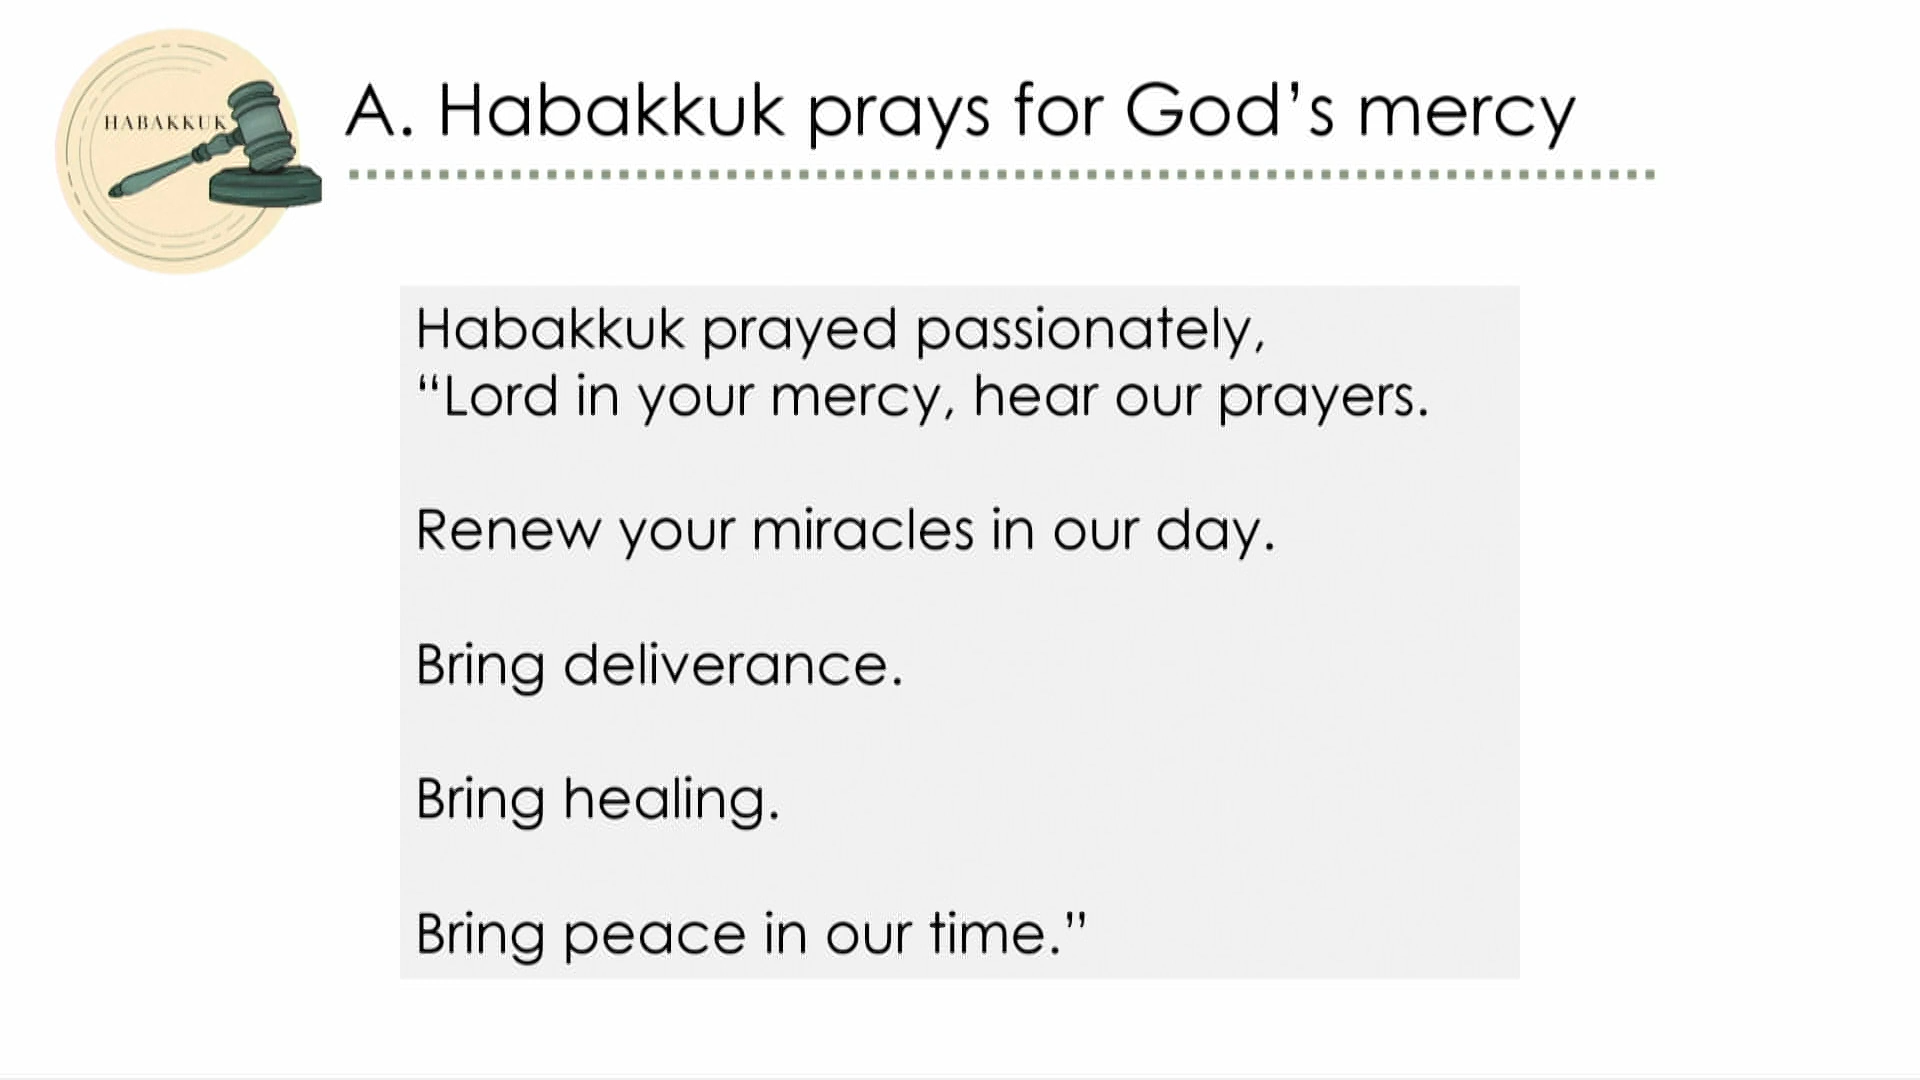 HABAKKUK
A. Habakkuk prays for God’s mercy
Habakkuk prayed passionately,
“Lord in your mercy, hear our prayers.
Renew your miracles in our day.
Bring deliverance.
Bring healing.
Bring peace in our time.”